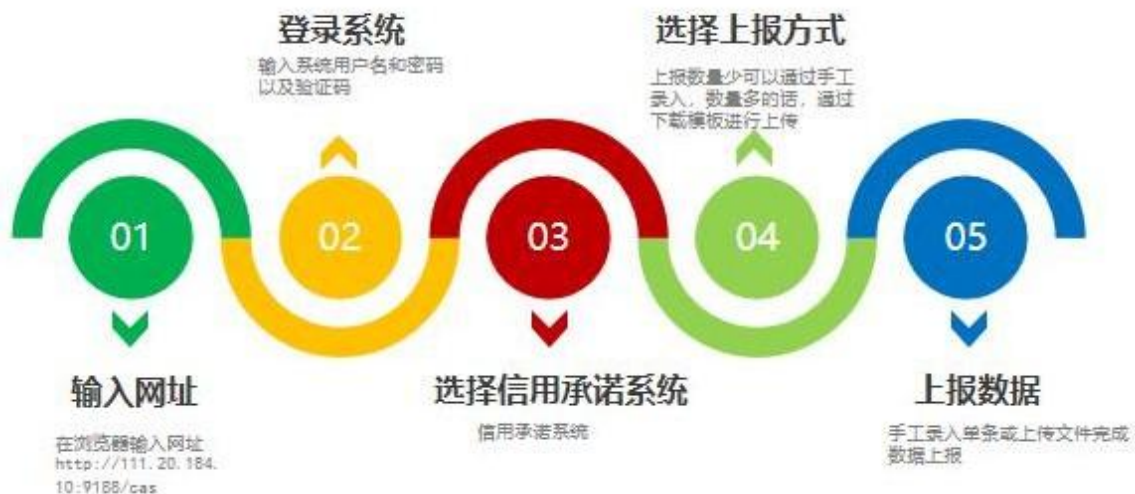 登录系统
输入系统用户名和密码
以及验证码
选择上报方式
上报数量少可以通过手工
录入，数量多的话，通过
下载模板进行上传
01
02
03
04
05
输入网址
在浏览器输入网址
http://111.20.184.
10:9188/cas
选择信用承诺系统
信用承诺系统
上报数据
手工录入单条或上传文件完成
数据上报